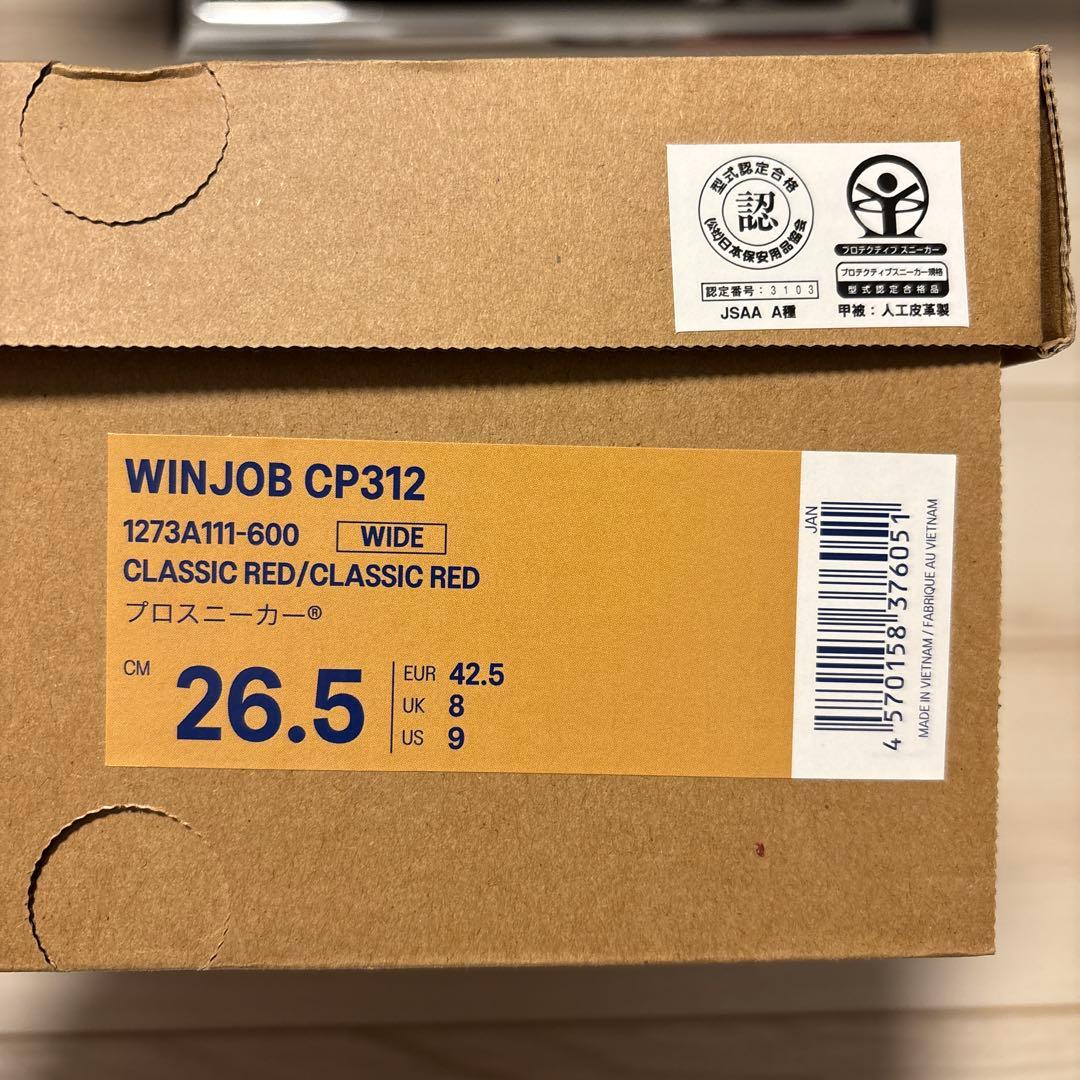 型式認定合格
認
(公社)日本保安用品協会
認定番号:3103
JSAA A種
プロテクティブ スニーカー
プロテクティブスニーカー規格
型式認定合格品
甲被:人工皮革製
WINJOB CP312
1273A111-600 WIDE
CLASSIC RED/CLASSIC RED
プロスニーカー®
CM 26.5
EUR 42.5
UK 8
US 9
JAN
4 570158 376051
MADE IN VIETNAM / FABRIQUE AU VIETNAM